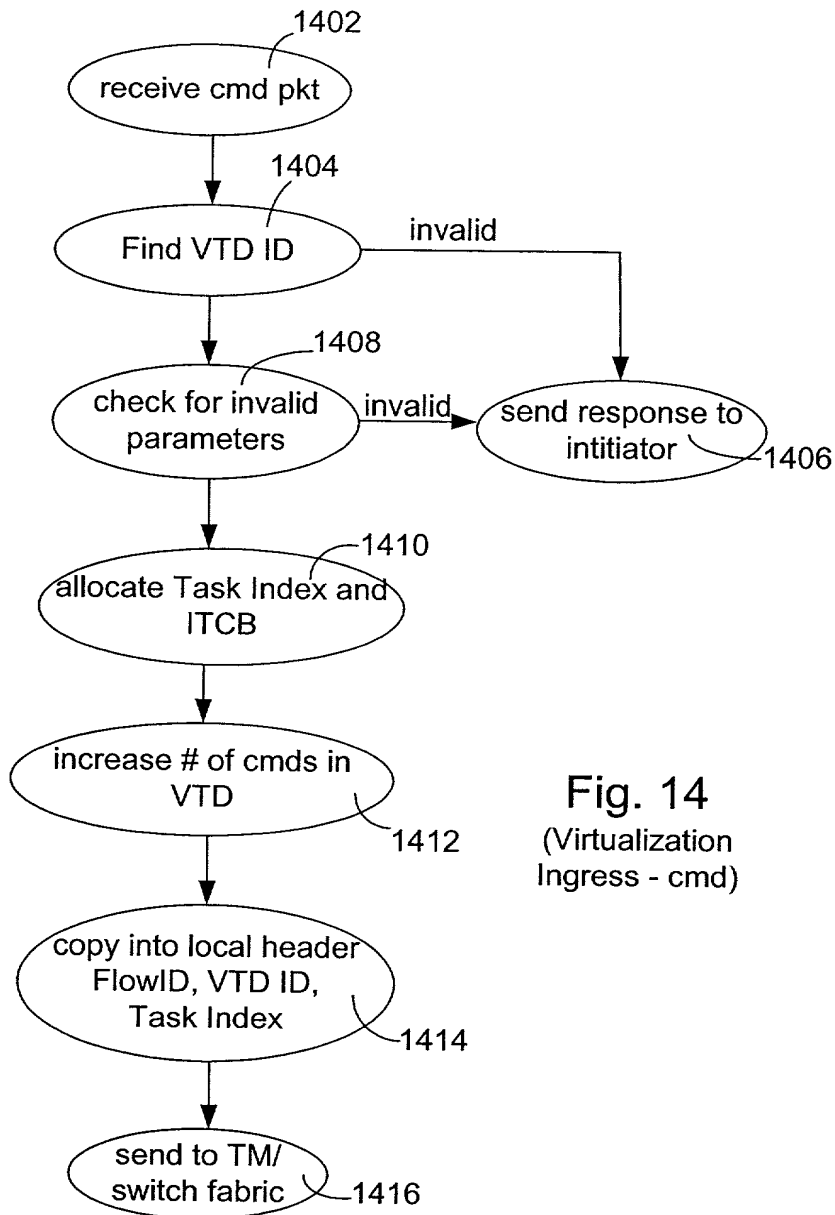 1402
receive cmd pkt
1404
Find VTD ID
invalid
1408
check for invalid
parameters
invalid
send response to
intitiator
1406
1410
allocate Task Index and
ITCB
increase # of cmds in
VTD
1412
Fig. 14
(Virtualization
Ingress - cmd)
copy into local header
FlowID, VTD ID,
Task Index
1414
send to TM/
switch fabric
1416